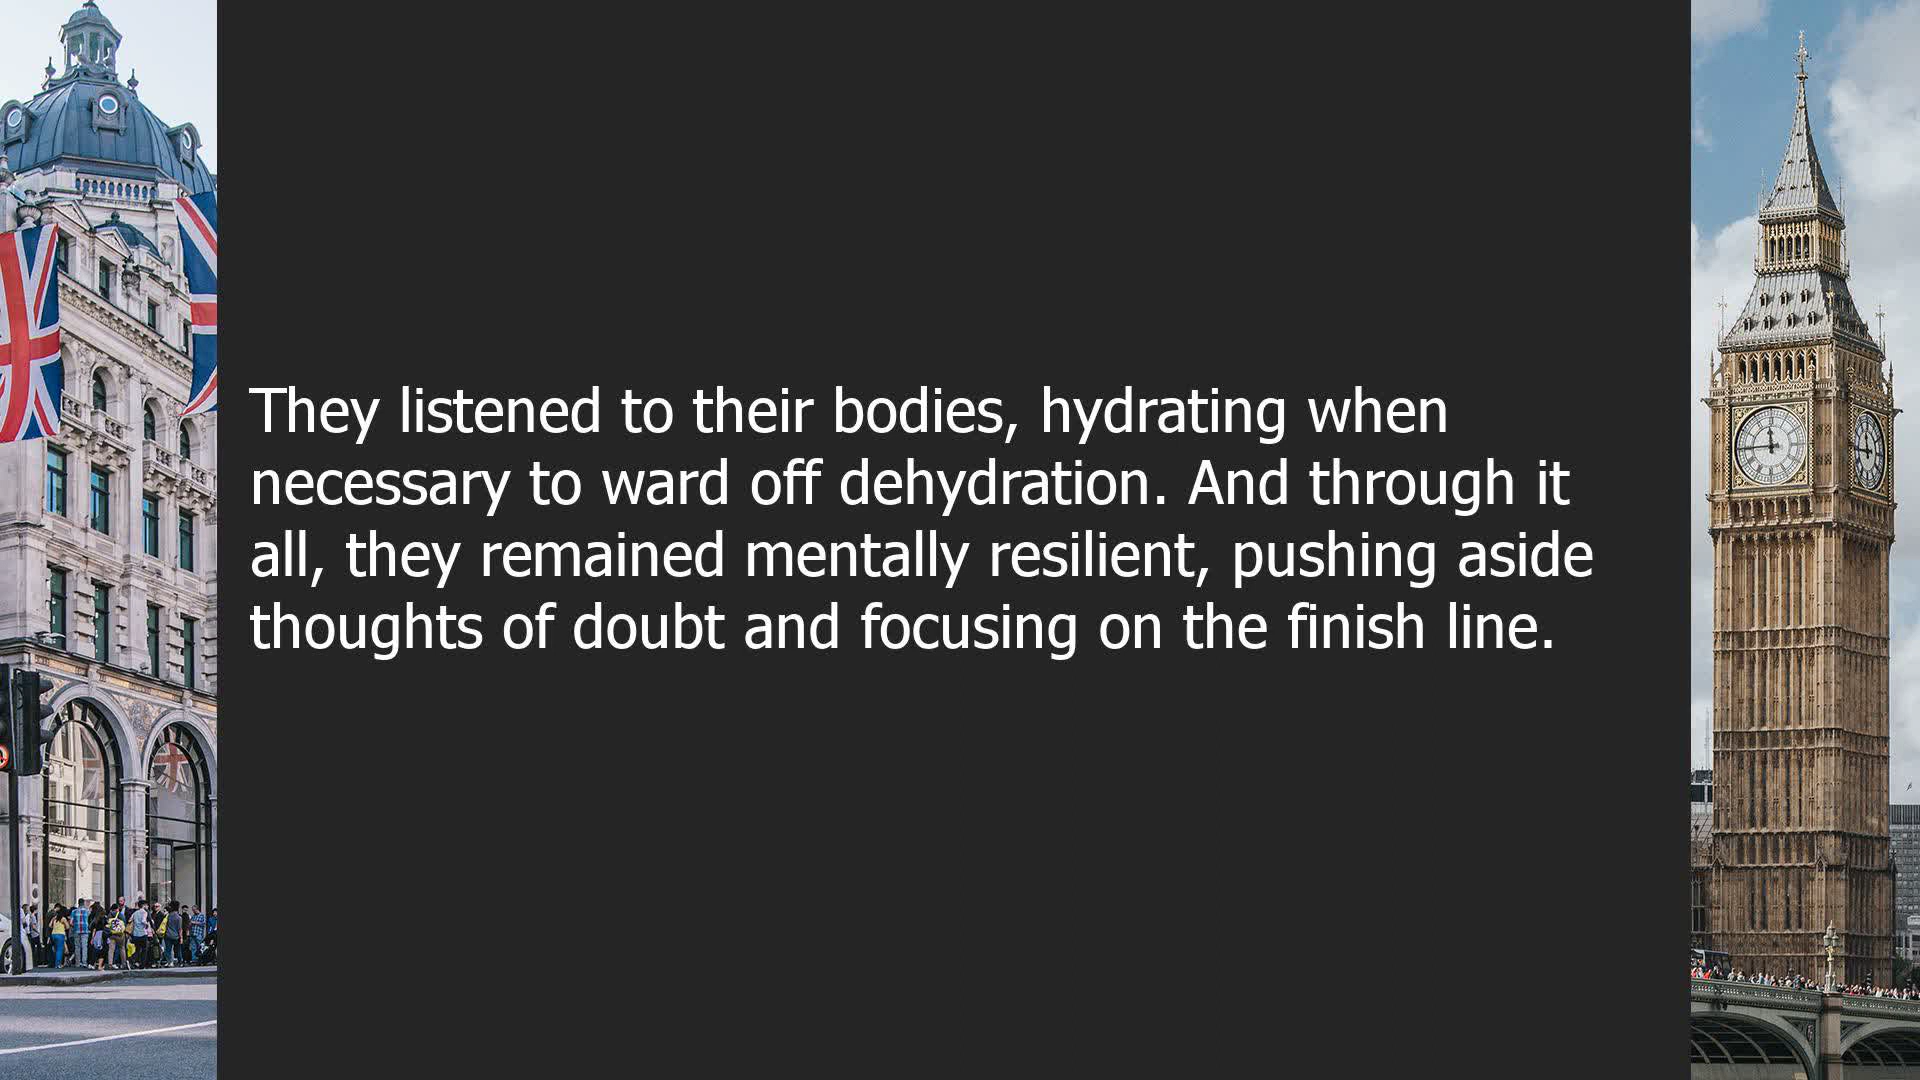 They listened to their bodies, hydrating when
necessary to ward off dehydration. And through it
all, they remained mentally resilient, pushing aside
thoughts of doubt and focusing on the finish line.